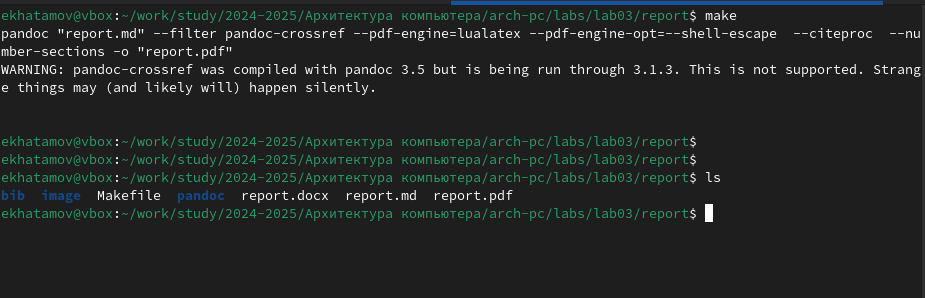 ekhatamov@vbox:~/work/study/2024-2025/Архитектура компьютера/arch-pc/labs/lab03/report$ make
pandoc "report.md" --filter pandoc-crossref --pdf-engine=lualatex --pdf-engine-opt=--shell-escape  --citeproc  --nu
mber-sections -o "report.pdf"
WARNING: pandoc-crossref was compiled with pandoc 3.5 but is being run through 3.1.3. This is not supported. Strang
e things may (and likely will) happen silently.
ekhatamov@vbox:~/work/study/2024-2025/Архитектура компьютера/arch-pc/labs/lab03/report$
ekhatamov@vbox:~/work/study/2024-2025/Архитектура компьютера/arch-pc/labs/lab03/report$
ekhatamov@vbox:~/work/study/2024-2025/Архитектура компьютера/arch-pc/labs/lab03/report$ ls
bib  image  Makefile  pandoc  report.docx  report.md  report.pdf
ekhatamov@vbox:~/work/study/2024-2025/Архитектура компьютера/arch-pc/labs/lab03/report$